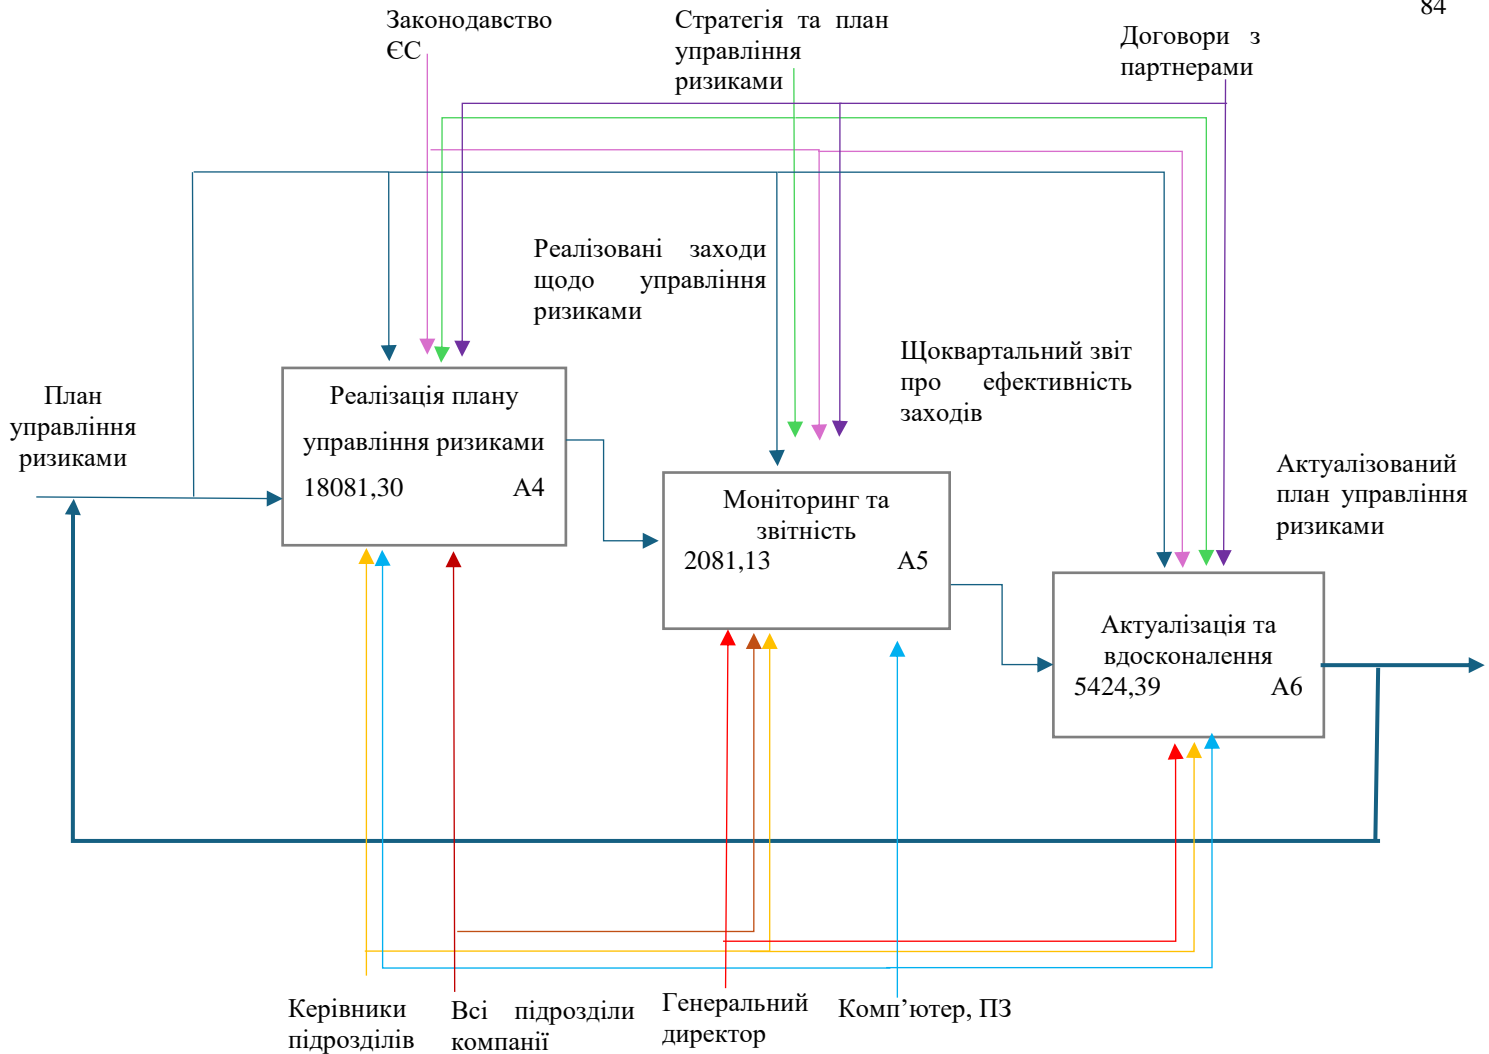 84
Законодавство
ЄС
Стратегія та план
управління
ризиками
Договори з
партнерами
Реалізовані заходи
щодо управління
ризиками
Щоквартальний звіт
про ефективність
заходів
План
управління
ризиками
Реалізація плану
управління ризиками
18081,30 А4
Моніторинг та
звітність
2081,13 А5
Актуалізований
план управління
ризиками
Актуалізація та
вдосконалення
5424,39 А6
Керівники
підрозділів
Всі підрозділи
компанії
Генеральний
директор
Комп’ютер, ПЗ